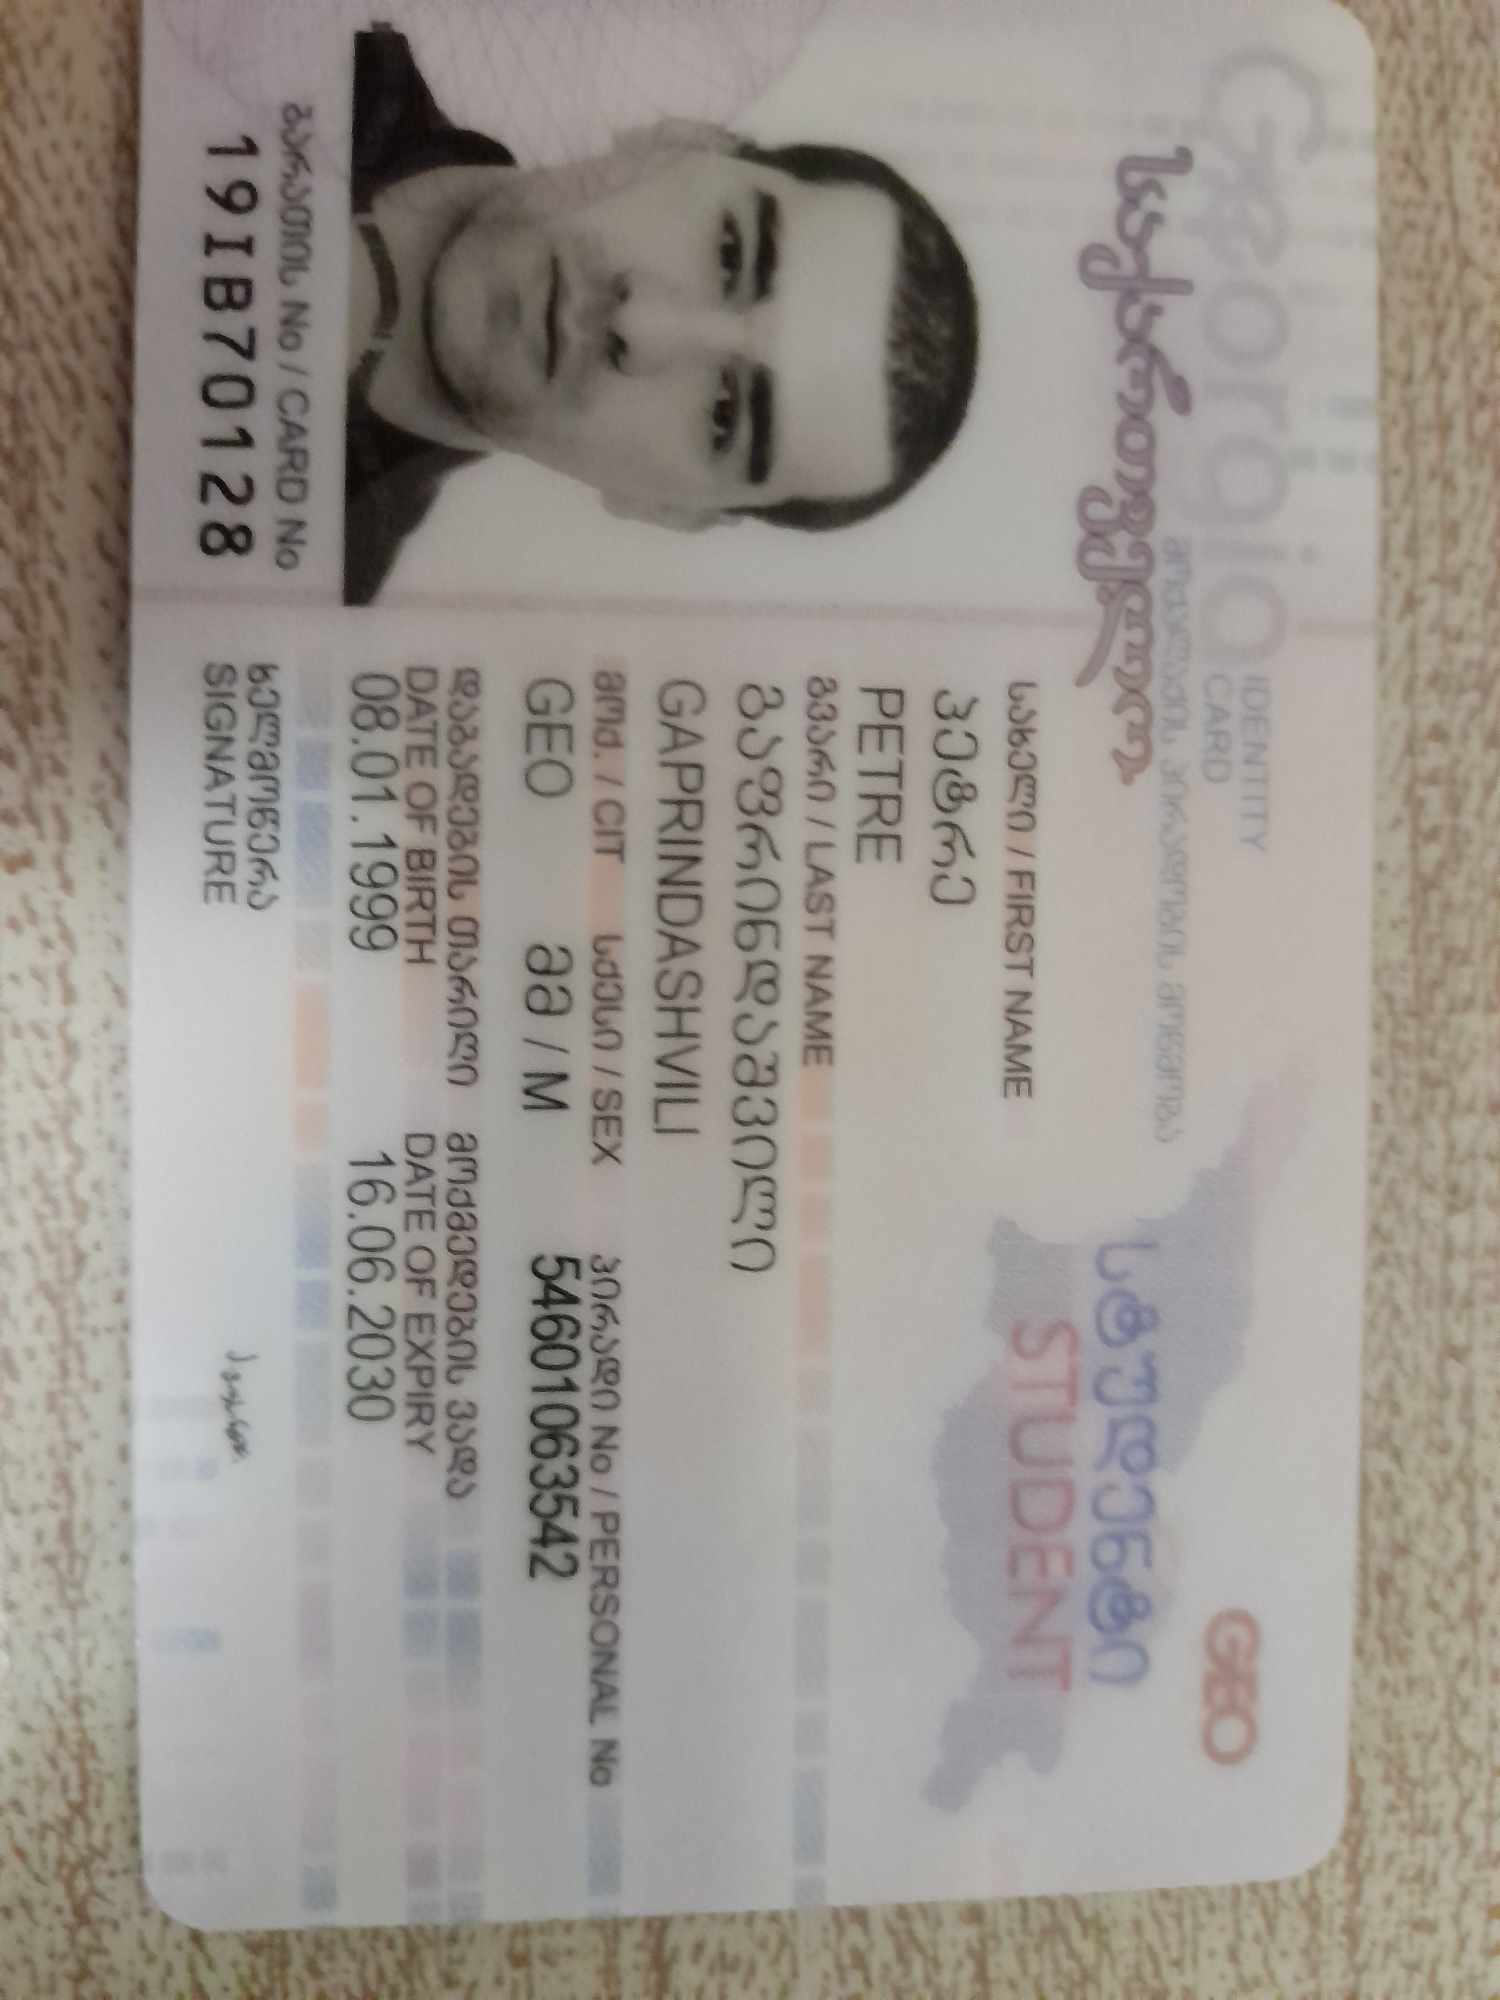 Georgia
IDENTITY
CARD
საქართველო
მოქალაქის პირადობის მოწმობა
GEO
სტუდენტი
STUDENT
სახელი / FIRST NAME
პეტრე
PETRE
გვარი / LAST NAME
გაფრინდაშვილი
GAPRINDASHVILI
მოქ. / CIT სქესი / SEX პირადი No / PERSONAL No
GEO მმ / M 54601063542
დაბადების თარიღი მოქმედების ვადა
DATE OF BIRTH DATE OF EXPIRY
08.01.1999 16.06.2030
ბარათის No / CARD No
19IB70128
ხელმოწერა
SIGNATURE